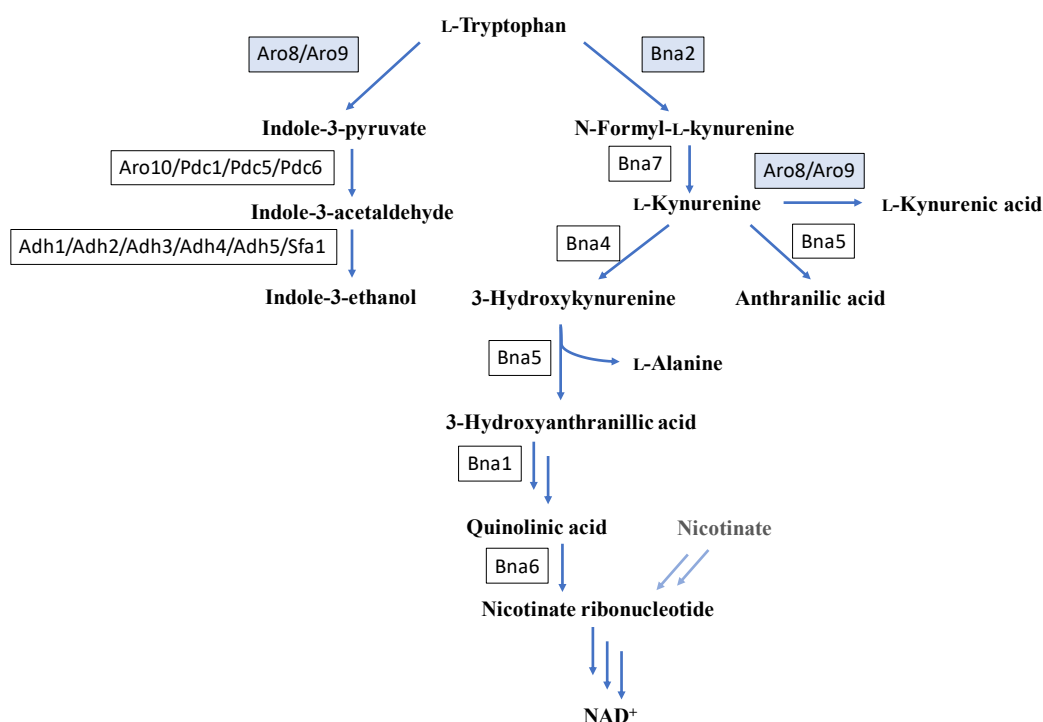 L-Tryptophan
Aro8/Aro9
Bna2
Indole-3-pyruvate
N-Formyl-L-kynurenine
Aro10/Pdc1/Pdc5/Pdc6
Bna7
Aro8/Aro9
Indole-3-acetaldehyde
L-Kynurenine
L-Kynurenic acid
Adh1/Adh2/Adh3/Adh4/Adh5/Sfa1
Bna4
Bna5
Indole-3-ethanol
3-Hydroxykynurenine
Anthranilic acid
Bna5
L-Alanine
3-Hydroxyanthranillic acid
Bna1
Quinolinic acid
Nicotinate
Bna6
Nicotinate ribonucleotide
NAD⁺